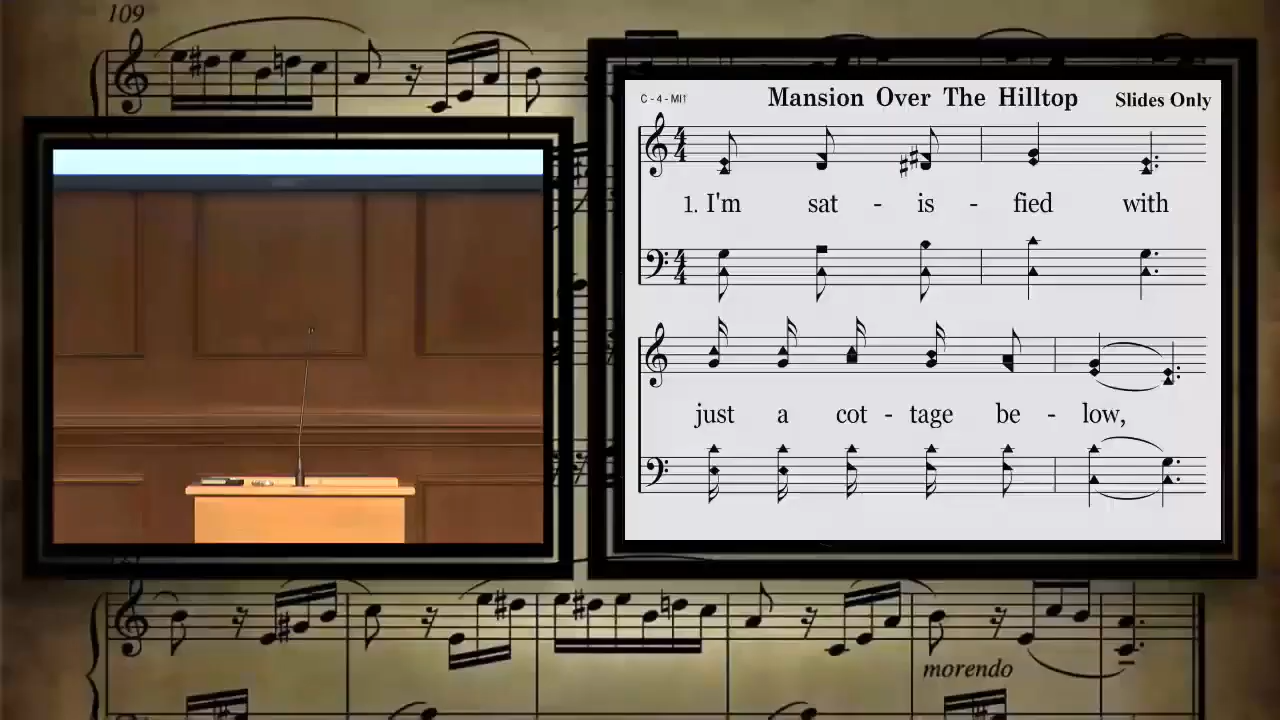 109
C - 4 - MI
Mansion Over The Hilltop
Slides Only
1. I'm sat - is - fied with
just a cot - tage be - low,
morendo